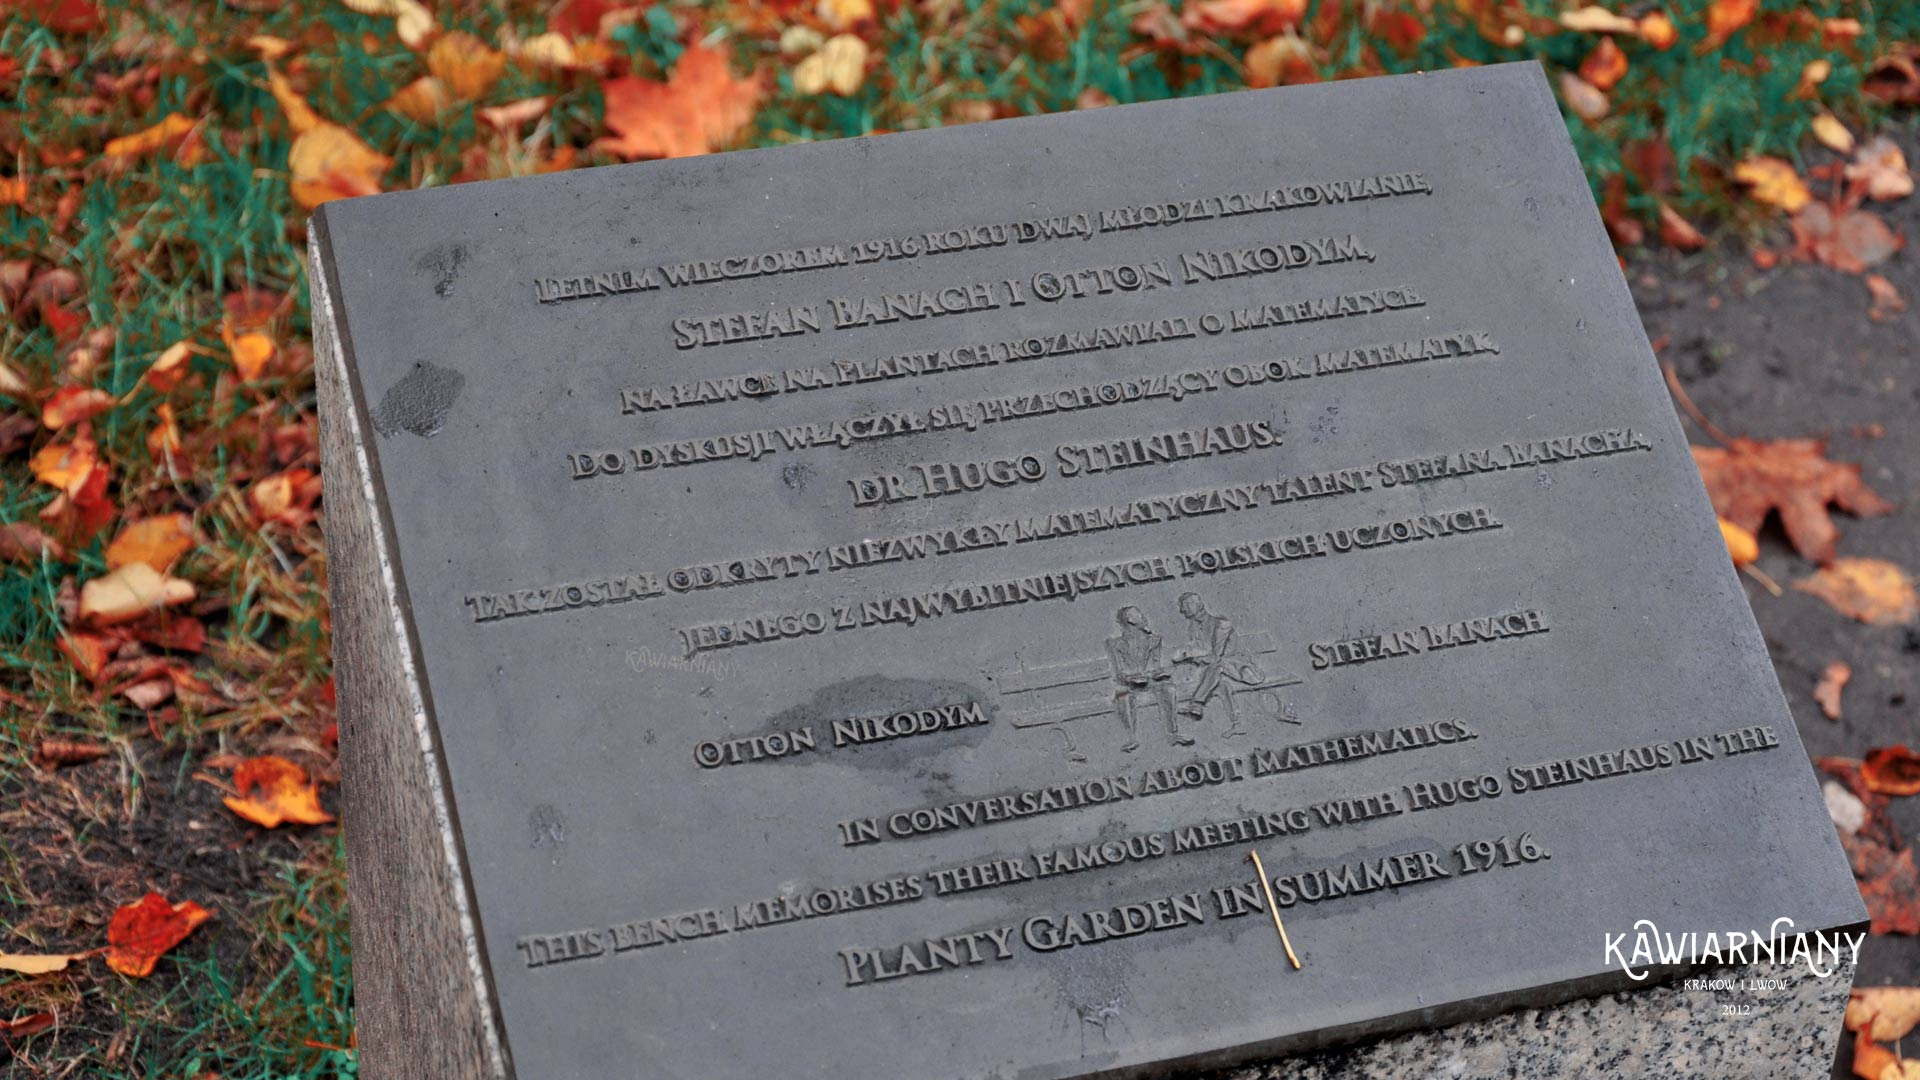 Letnim wieczorem 1916 roku dwaj młodzi krakowianie,
Stefan Banach i Otton Nikodym,
na ławce na Plantach rozmawiali o matematyce.
Do dyskusji włączył się przechodzący obok matematyk,
dr Hugo Steinhaus.
Tak został odkryty niezwykły matematyczny talent Stefana Banacha,
jednego z najwybitniejszych polskich uczonych.
KAWIARNIANY
Otton Nikodym
Stefan Banach
in conversation about mathematics.
This bench memorises their famous meeting with Hugo Steinhaus in the
Planty Garden in summer 1916.
KAWIARNIANY
KRAKÓW I LWÓW
2012